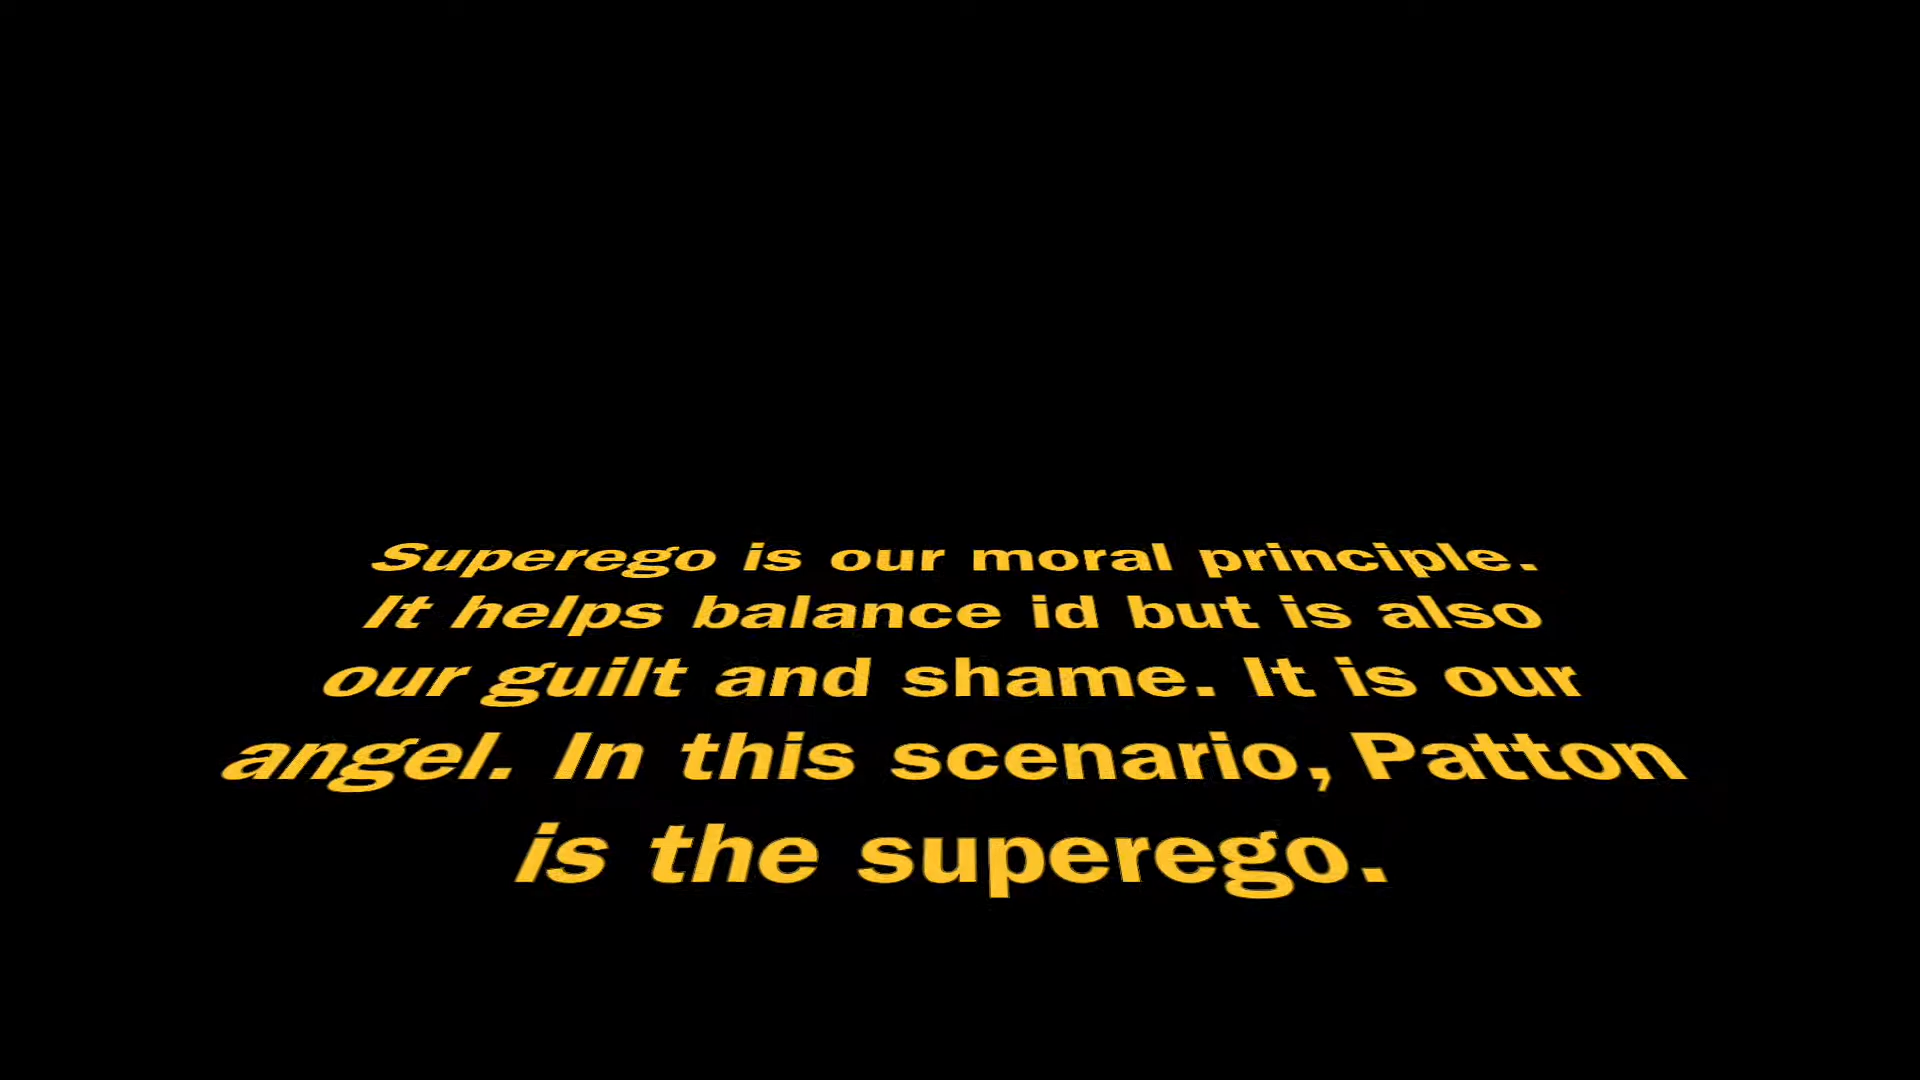 Superego is our moral principle.
It helps balance id but is also
our guilt and shame. It is our
angel. In this scenario, Patton
is the superego.